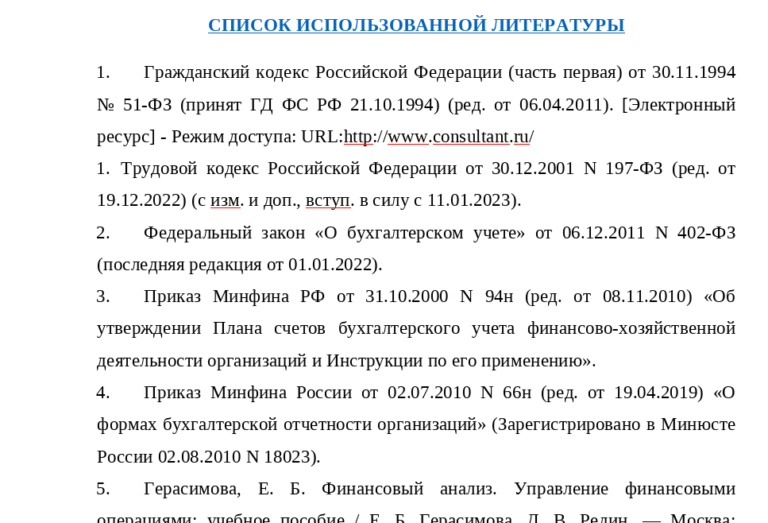 СПИСОК ИСПОЛЬЗОВАННОЙ ЛИТЕРАТУРЫ
1. Гражданский кодекс Российской Федерации (часть первая) от 30.11.1994
№ 51-ФЗ (принят ГД ФС РФ 21.10.1994) (ред. от 06.04.2011). [Электронный
ресурс] - Режим доступа: URL:http://www.consultant.ru/
1. Трудовой кодекс Российской Федерации от 30.12.2001 N 197-ФЗ (ред. от
19.12.2022) (с изм. и доп., вступ. в силу с 11.01.2023).
2. Федеральный закон «О бухгалтерском учете» от 06.12.2011 N 402-ФЗ
(последняя редакция от 01.01.2022).
3. Приказ Минфина РФ от 31.10.2000 N 94н (ред. от 08.11.2010) «Об
утверждении Плана счетов бухгалтерского учета финансово-хозяйственной
деятельности организаций и Инструкции по его применению».
4. Приказ Минфина России от 02.07.2010 N 66н (ред. от 19.04.2019) «О
формах бухгалтерской отчетности организаций» (Зарегистрировано в Минюсте
России 02.08.2010 N 18023).
5. Герасимова, Е. Б. Финансовый анализ. Управление финансовыми
операциями: учебное пособие / Е. Б. Герасимова, Д. В. Редин. — Москва: